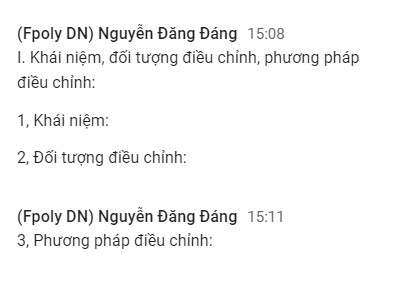 (Fpoly DN) Nguyễn Đăng Đáng 15:08
I. Khái niệm, đối tượng điều chỉnh, phương pháp
điều chỉnh:
1, Khái niệm:
2, Đối tượng điều chỉnh:
(Fpoly DN) Nguyễn Đăng Đáng 15:11
3, Phương pháp điều chỉnh: